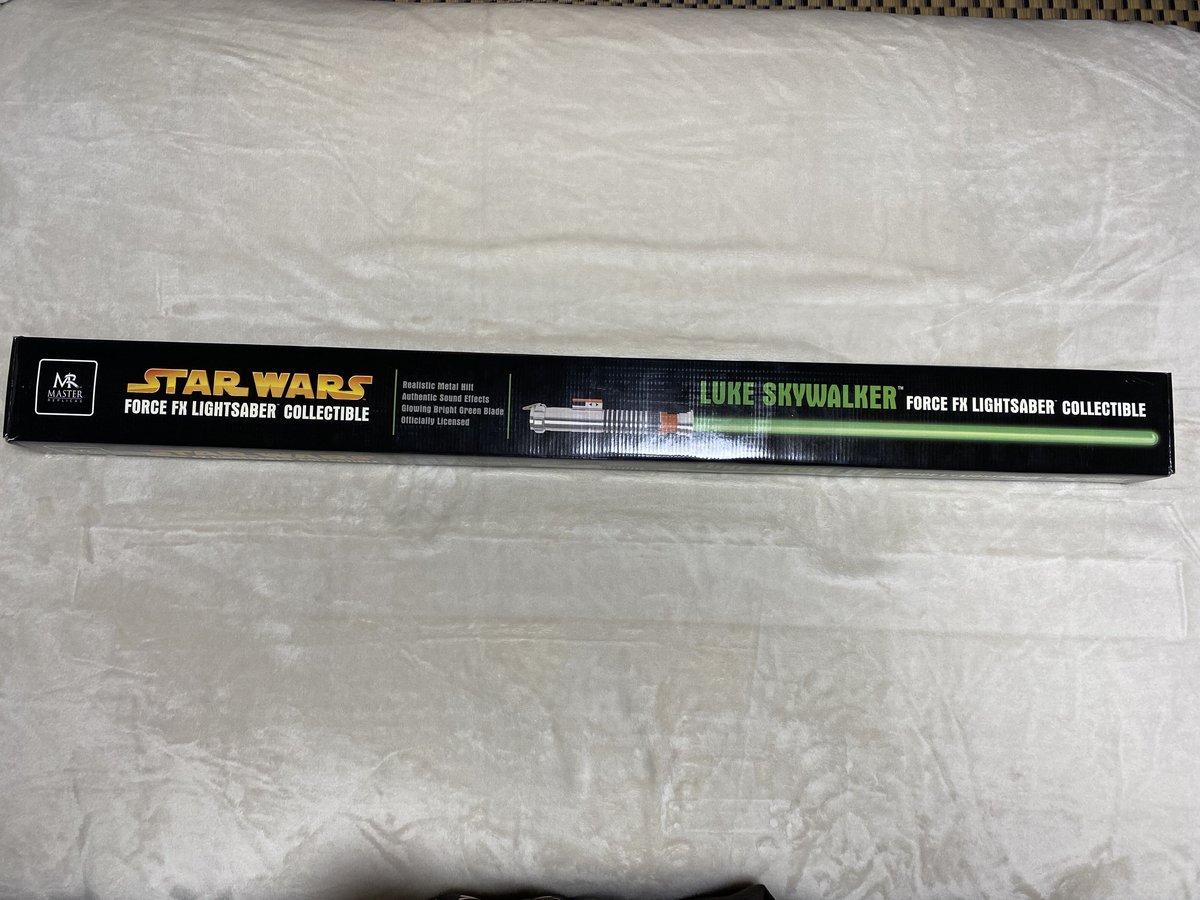 MR
MASTER
REPLICAS
STAR WARS
FORCE FX LIGHTSABER™ COLLECTIBLE
Realistic Metal Hilt
Authentic Sound Effects
Glowing Bright Green Blade
Officially Licensed
LUKE SKYWALKER™ FORCE FX LIGHTSABER™ COLLECTIBLE